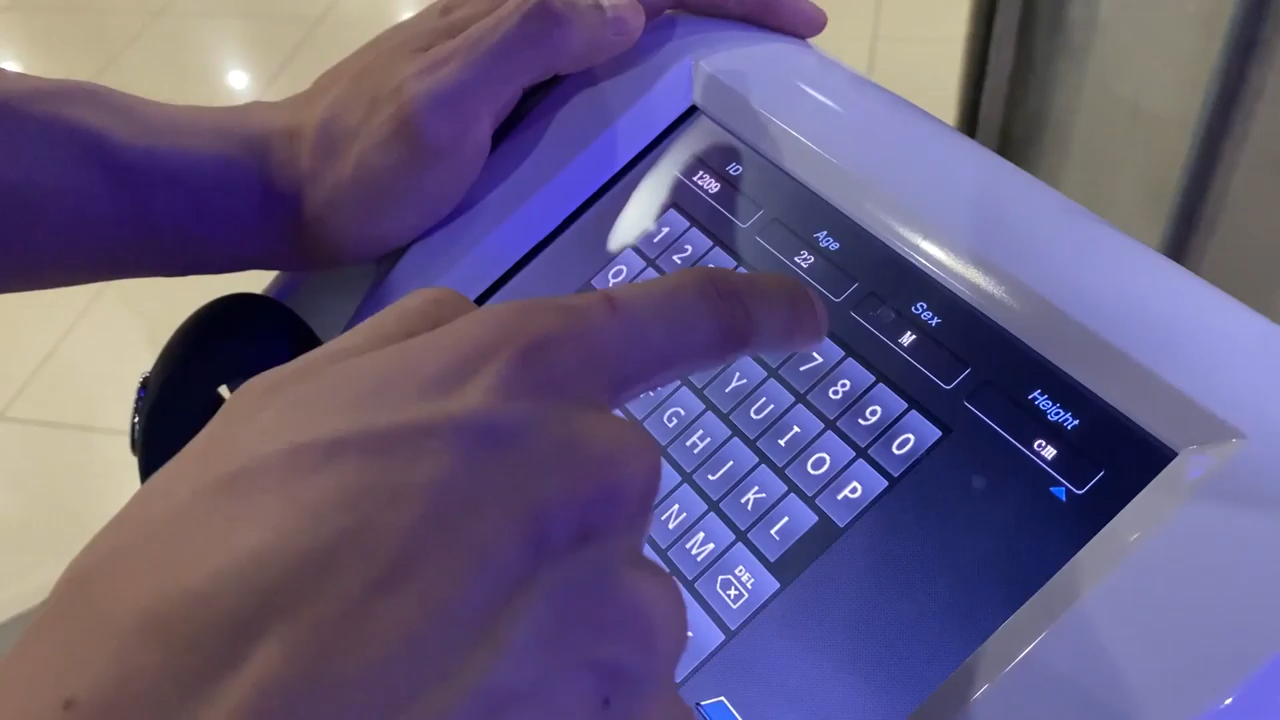 ID
1209
Age
22
Sex
M
Height
cm
1 2 7 8 9 0
Q Y U I O P
G H J K L
N M DEL